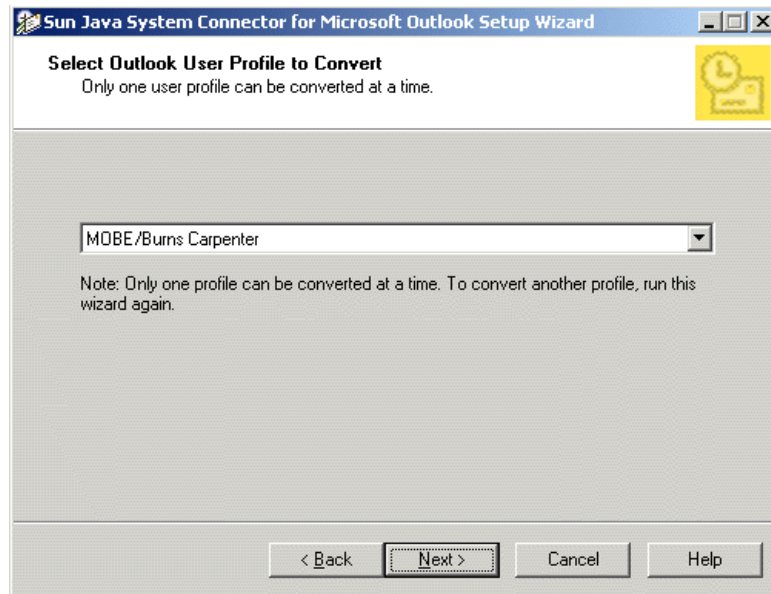 Sun Java System Connector for Microsoft Outlook Setup Wizard
Select Outlook User Profile to Convert
Only one user profile can be converted at a time.
MOBE/Burns Carpenter
Note: Only one profile can be converted at a time. To convert another profile, run this
wizard again.
< Back Next > Cancel Help